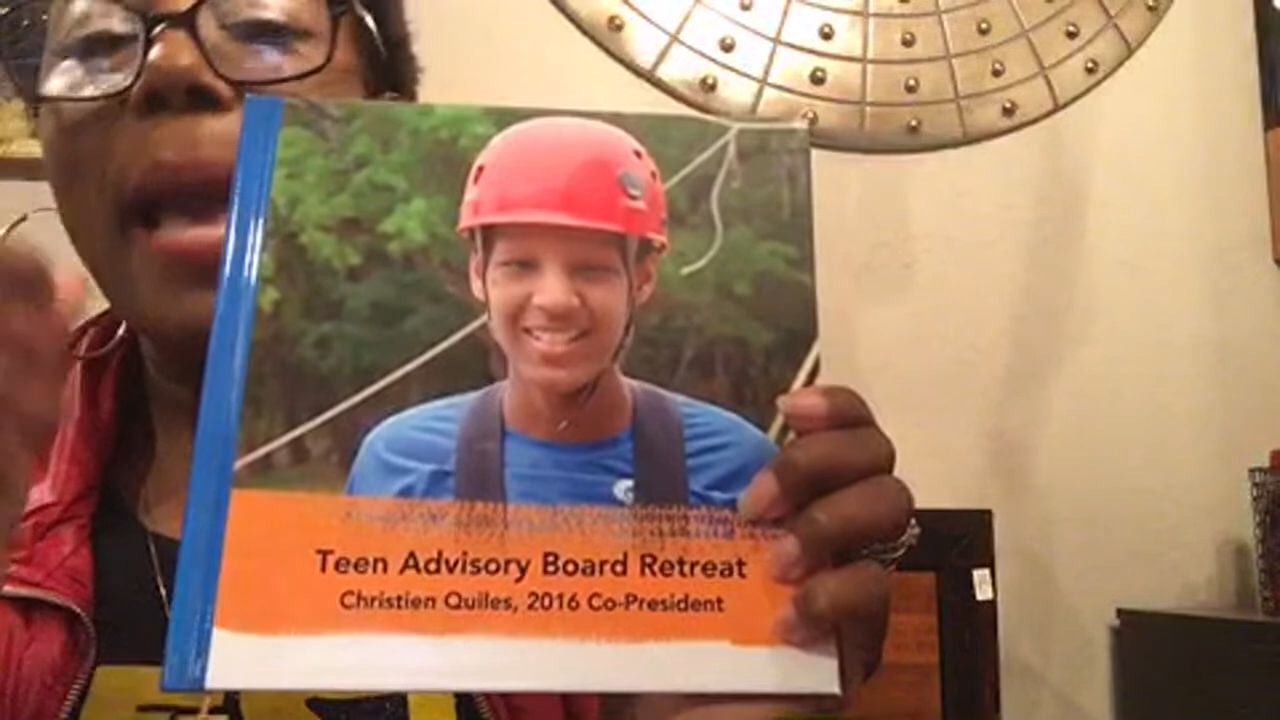 Teen Advisory Board Retreat
Christien Quiles, 2016 Co-President